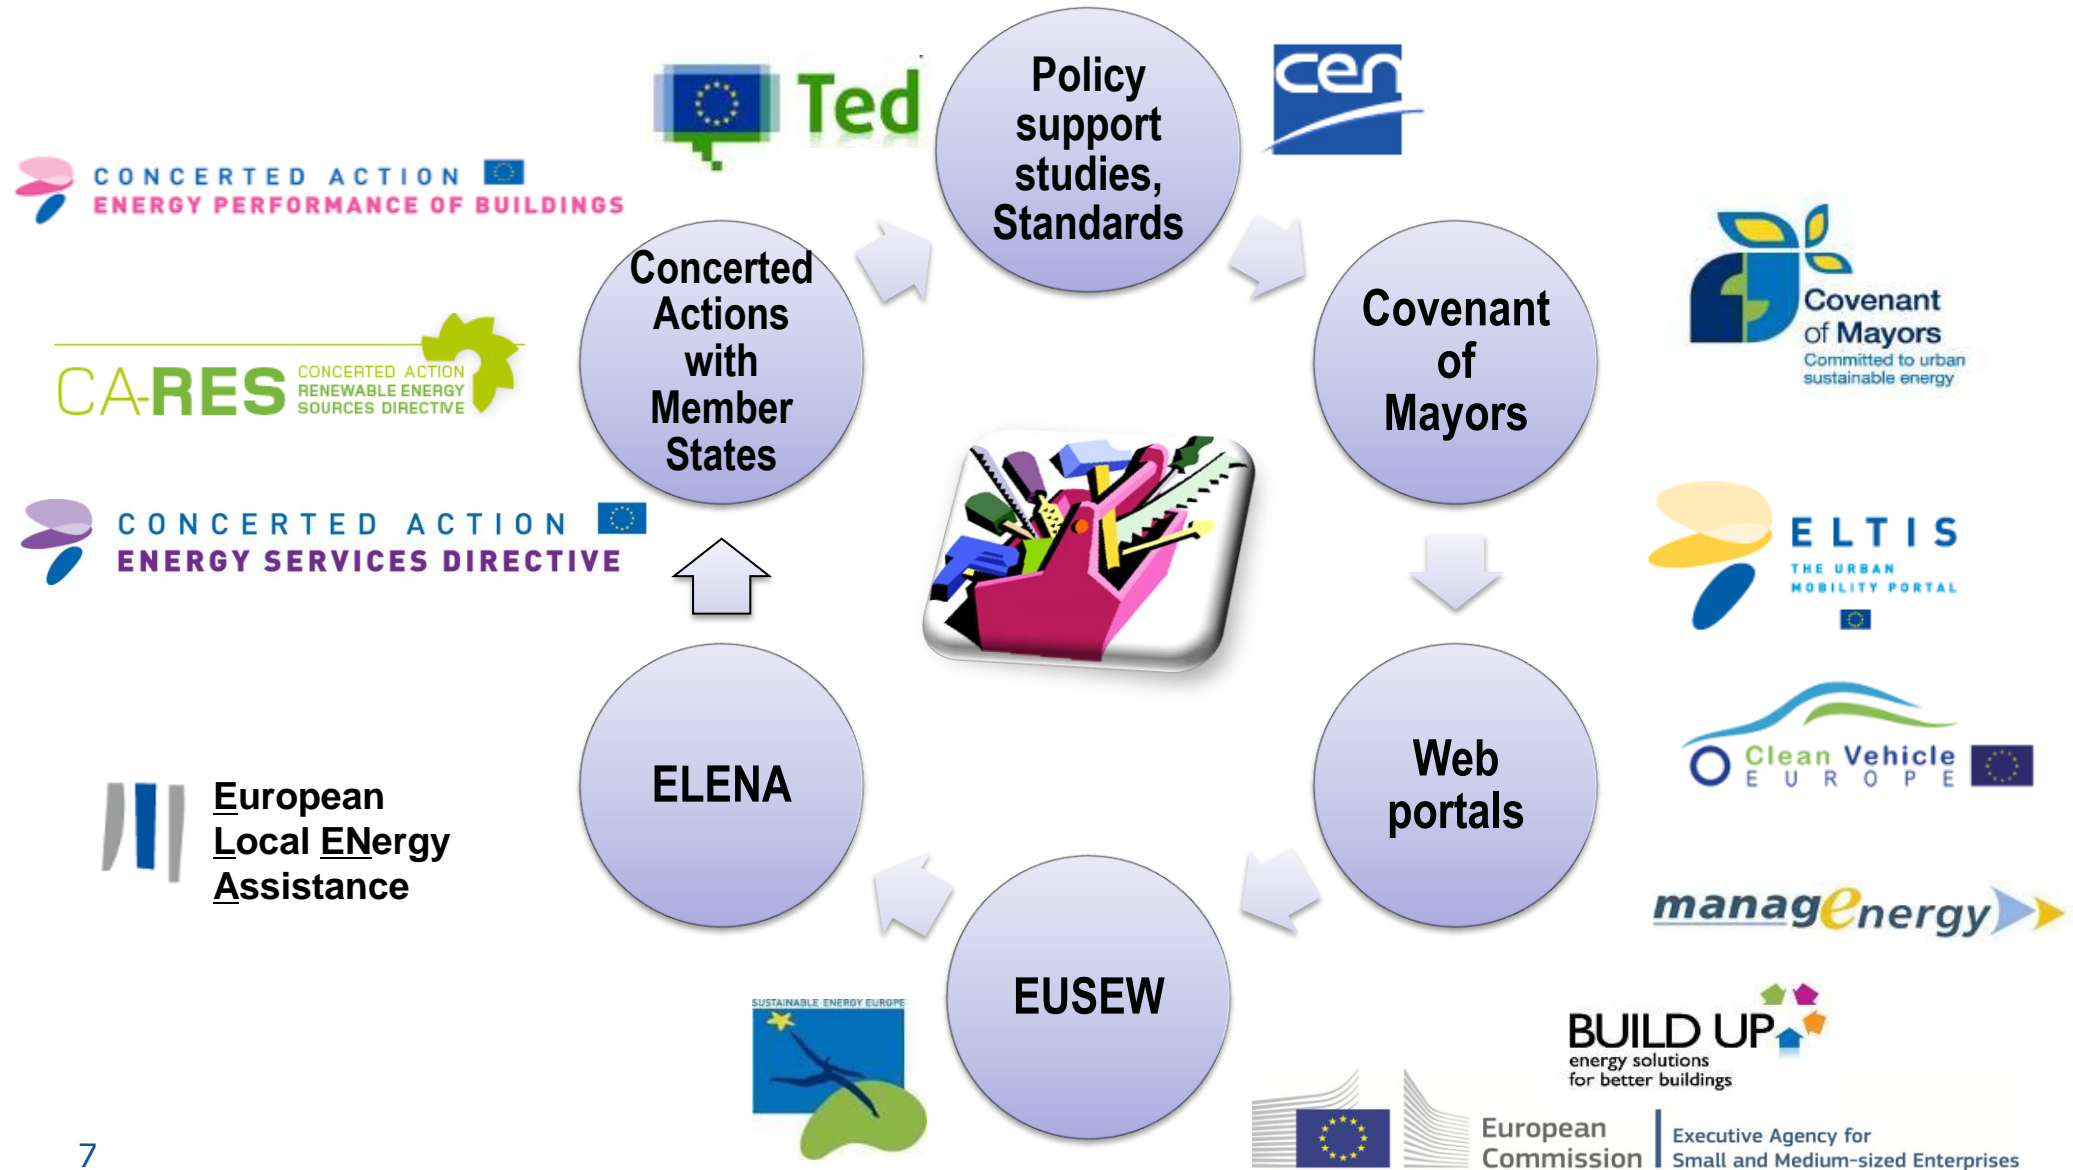 Ted
Policy
support
studies,
Standards
cen
CONCERTED ACTION
ENERGY PERFORMANCE OF BUILDINGS
Concerted
Actions
with
Member
States
Covenant
of
Mayors
Covenant
of Mayors
Committed to urban
sustainable energy
CA-RES
CONCERTED ACTION
RENEWABLE ENERGY
SOURCES DIRECTIVE
CONCERTED ACTION
ENERGY SERVICES DIRECTIVE
ELTIS
THE URBAN
MOBILITY PORTAL
ELENA
Web
portals
Clean Vehicle
EUROPE
European
Local ENergy
Assistance
managenergy
EUSEW
SUSTAINABLE ENERGY EUROPE
BUILD UP
energy solutions
for better buildings
European
Commission
Executive Agency for
Small and Medium-sized Enterprises
7